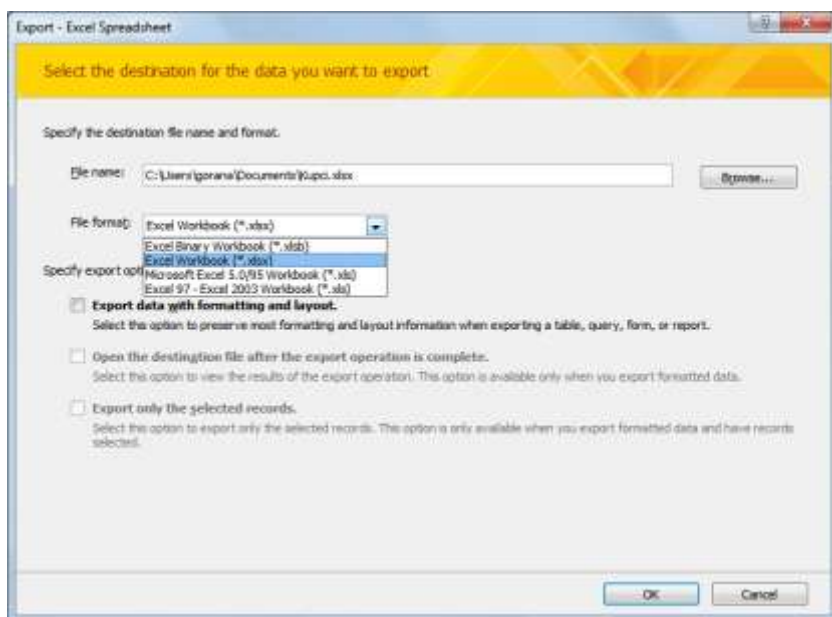 Export - Excel Spreadsheet
Select the destination for the data you want to export
Specify the destination file name and format.
File name:
C:\Users\gorana\Documents\Kupci.xlsx
Browse...
File format:
Excel Workbook (*.xlsx)
Excel Binary Workbook (*.xlsb)
Excel Workbook (*.xlsx)
Specify export opt
Microsoft Excel 5.0/95 Workbook (*.xls)
Excel 97 - Excel 2003 Workbook (*.xls)
Export data with formatting and layout.
Select this option to preserve most formatting and layout information when exporting a table, query, form, or report.
Open the destination file after the export operation is complete.
Select this option to view the results of the export operation. This option is available only when you export formatted data.
Export only the selected records.
Select this option to export only the selected records. This option is only available when you export formatted data and have records
selected.
OK
Cancel